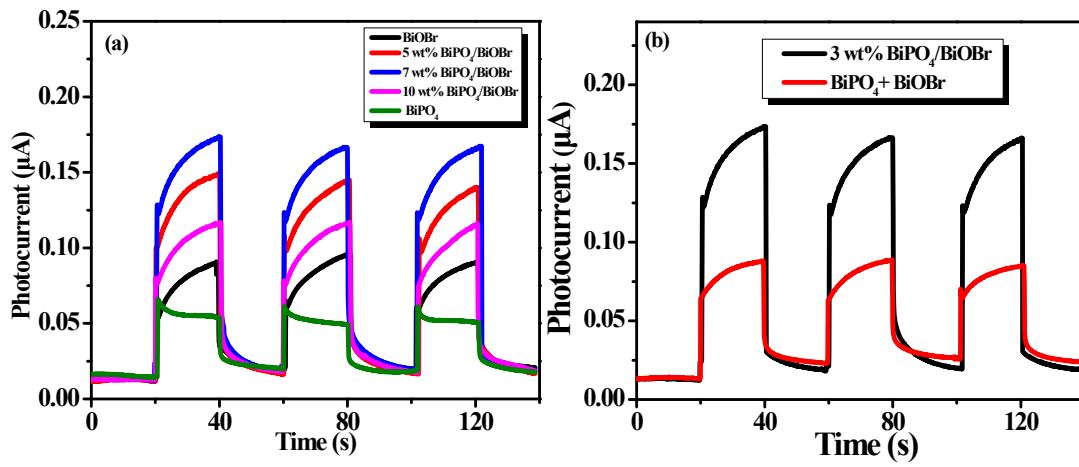 (a)
BiOBr
5 wt% BiPO₄/BiOBr
7 wt% BiPO₄/BiOBr
10 wt% BiPO₄/BiOBr
BiPO₄
0.25
0.20
0.15
0.10
0.05
0.00
Photocurrent (µA)
0 40 80 120
Time (s)
(b)
3 wt% BiPO₄/BiOBr
BiPO₄+ BiOBr
0.20
0.15
0.10
0.05
0.00
Photocurrent (µA)
0 40 80 120
Time (s)